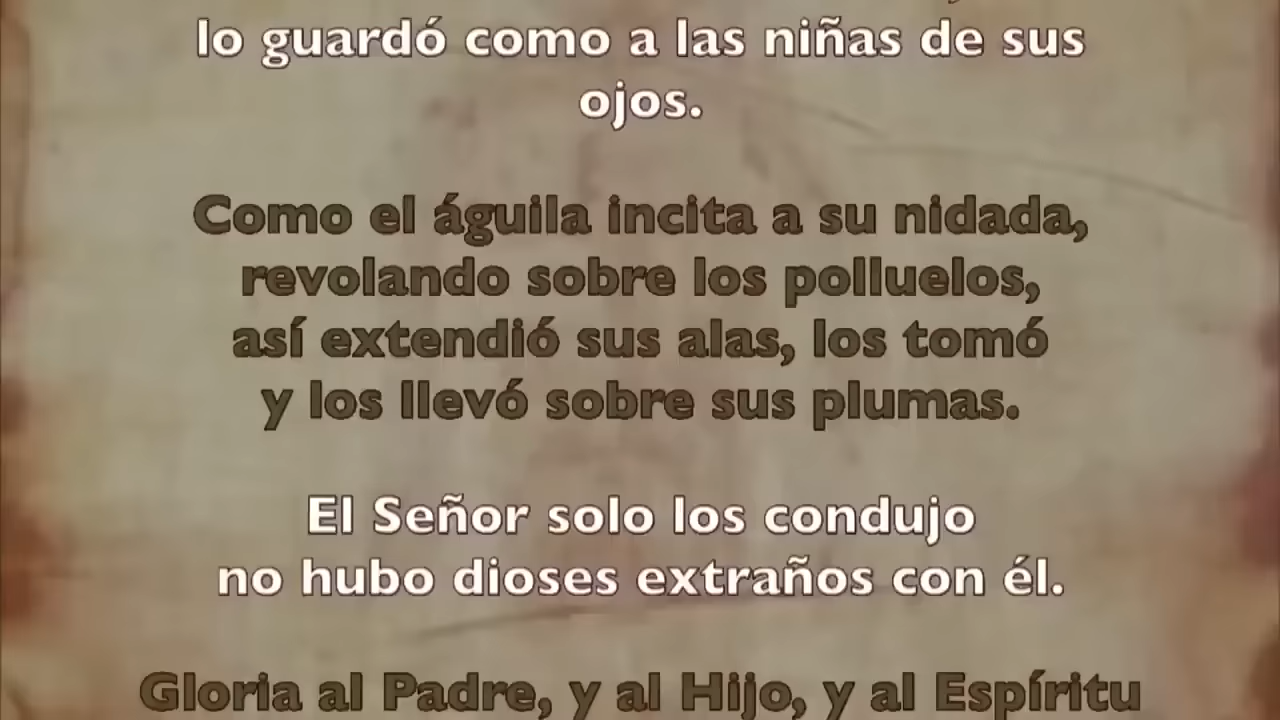 lo guardó como a las niñas de sus
ojos.
Como el águila incita a su nidada,
revolando sobre los polluelos,
así extendió sus alas, los tomó
y los llevó sobre sus plumas.
El Señor solo los condujo
no hubo dioses extraños con él.
Gloria al Padre, y al Hijo, y al Espíritu